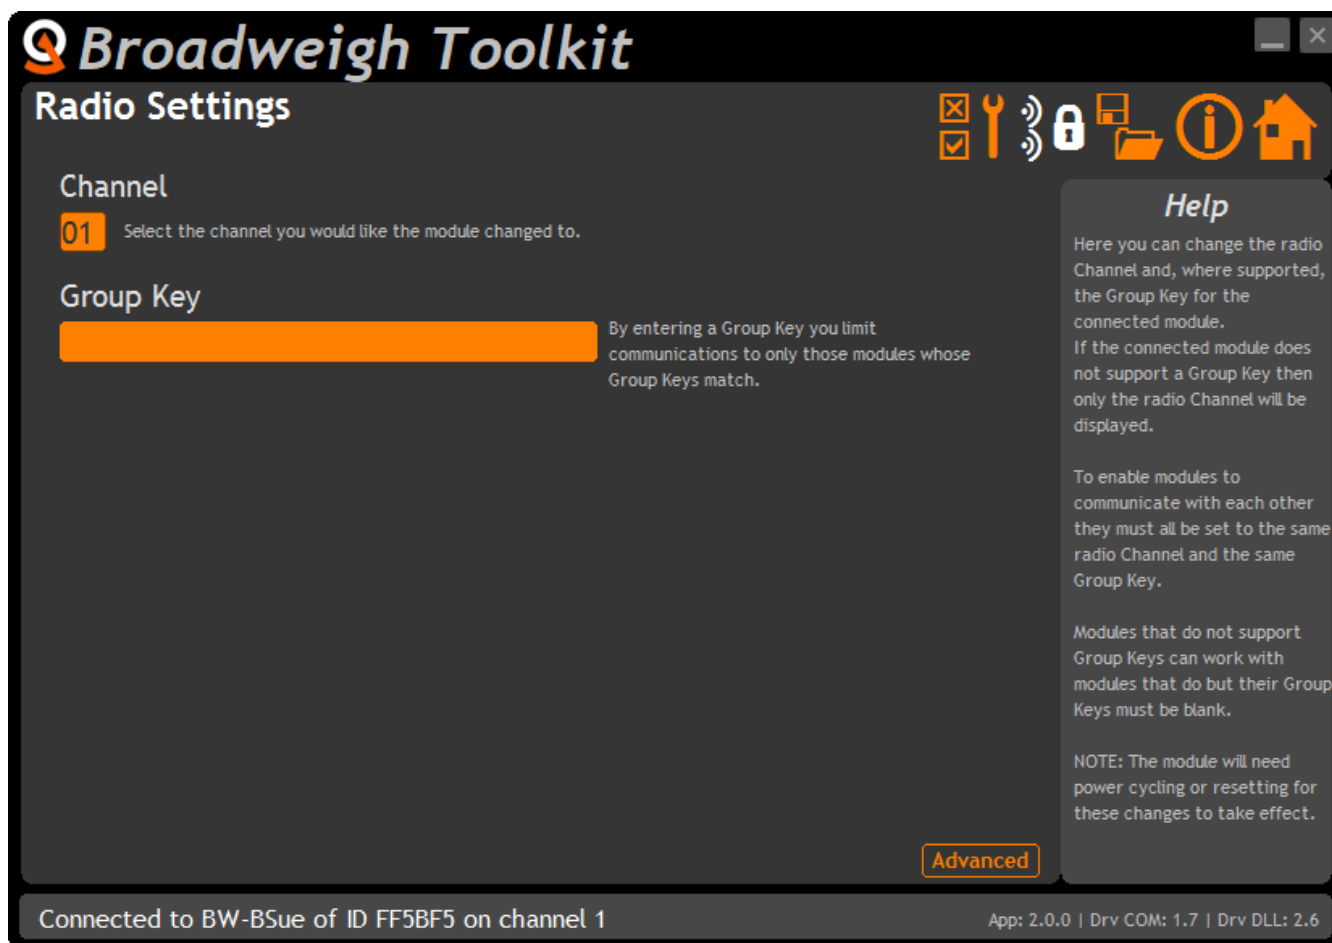 Broadweigh Toolkit
Radio Settings
Channel
01 Select the channel you would like the module changed to.
Group Key
By entering a Group Key you limit
communications to only those modules whose
Group Keys match.
Advanced
Help
Here you can change the radio
Channel and, where supported,
the Group Key for the
connected module.
If the connected module does
not support a Group Key then
only the radio Channel will be
displayed.
To enable modules to
communicate with each other
they must all be set to the same
radio Channel and the same
Group Key.
Modules that do not support
Group Keys can work with
modules that do but their Group
Keys must be blank.
NOTE: The module will need
power cycling or resetting for
these changes to take effect.
Connected to BW-BSue of ID FF5BF5 on channel 1
App: 2.0.0 | Drv COM: 1.7 | Drv DLL: 2.6